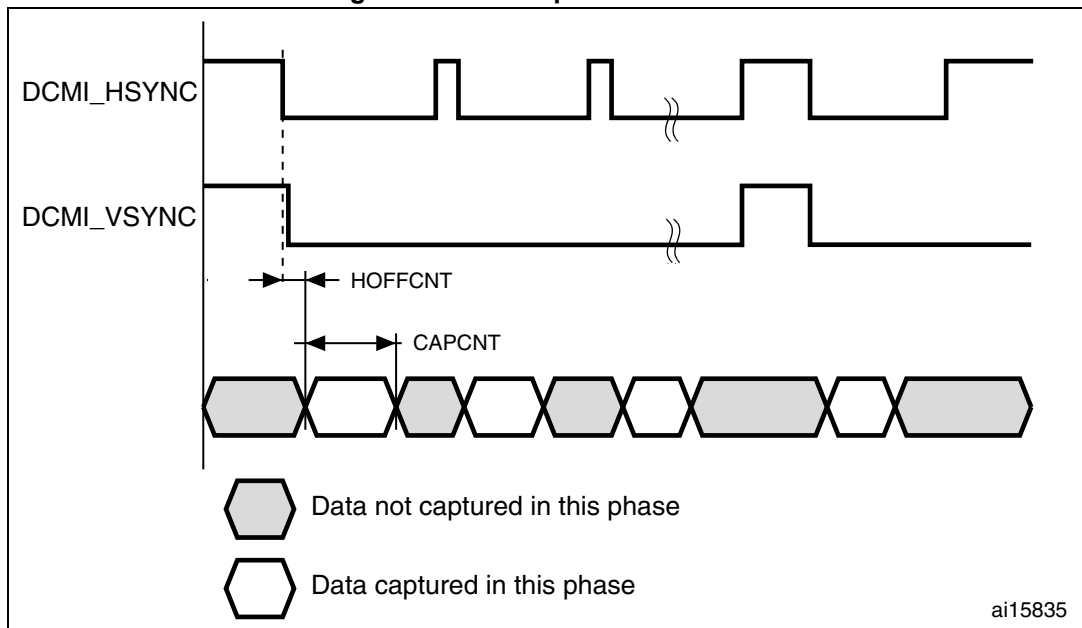 DCMI_HSYNC
DCMI_VSYNC
HOFFCNT
CAPCNT
Data not captured in this phase
Data captured in this phase
ai15835